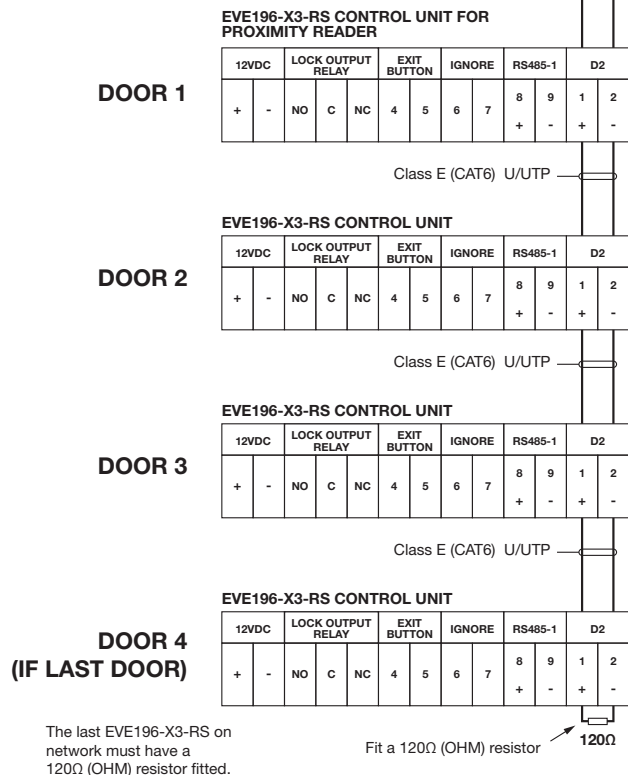 EVE196-X3-RS CONTROL UNIT FOR
PROXIMITY READER
DOOR 1
12VDC LOCK OUTPUT RELAY EXIT BUTTON IGNORE RS485-1 D2
+ - NO C NC 4 5 6 7 8 9 1 2
+ - + -
Class E (CAT6) U/UTP
EVE196-X3-RS CONTROL UNIT
DOOR 2
12VDC LOCK OUTPUT RELAY EXIT BUTTON IGNORE RS485-1 D2
+ - NO C NC 4 5 6 7 8 9 1 2
+ - + -
Class E (CAT6) U/UTP
EVE196-X3-RS CONTROL UNIT
DOOR 3
12VDC LOCK OUTPUT RELAY EXIT BUTTON IGNORE RS485-1 D2
+ - NO C NC 4 5 6 7 8 9 1 2
+ - + -
Class E (CAT6) U/UTP
EVE196-X3-RS CONTROL UNIT
DOOR 4
(IF LAST DOOR)
12VDC LOCK OUTPUT RELAY EXIT BUTTON IGNORE RS485-1 D2
+ - NO C NC 4 5 6 7 8 9 1 2
+ - + -
The last EVE196-X3-RS on
network must have a
120Ω (OHM) resistor fitted.
Fit a 120Ω (OHM) resistor
120Ω